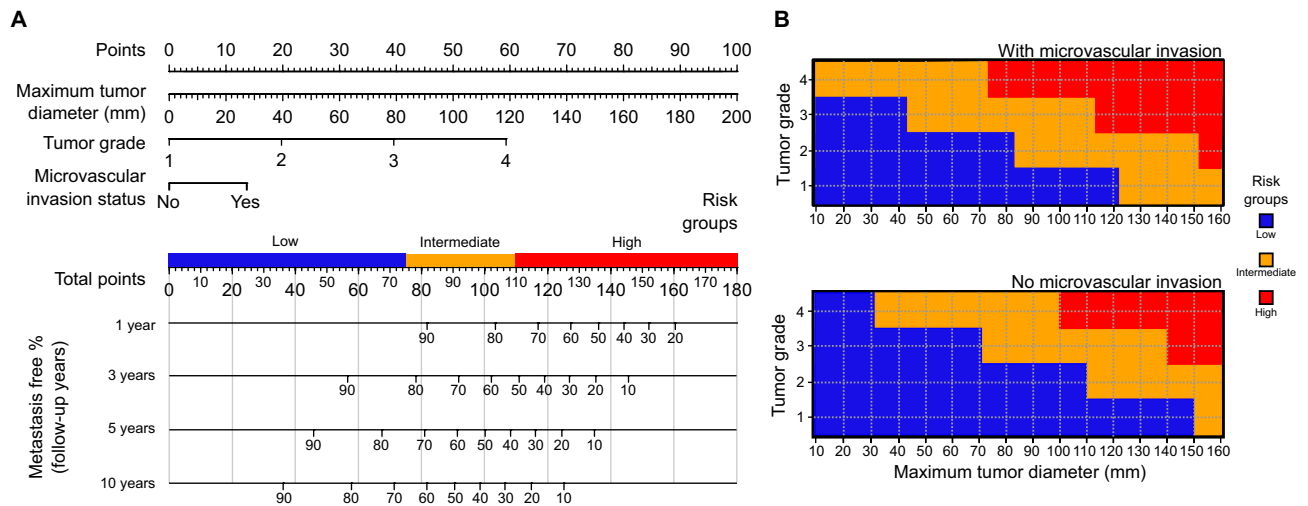 A
Points
0 10 20 30 40 50 60 70 80 90 100
Maximum tumor
diameter (mm)
0 20 40 60 80 100 120 140 160 180 200
Tumor grade
1 2 3 4
Microvascular
invasion status
No Yes
Risk
groups
Low Intermediate High
Total points
10 30 50 70 90 110 130 150 170
0 20 40 60 80 100 120 140 160 180
Metastasis free %
(follow-up years)
1 year
90 80 70 60 50 40 30 20
3 years
90 80 70 60 50 40 30 20 10
5 years
90 80 70 60 50 40 30 20 10
10 years
90 80 70 60 50 40 30 20 10
B
With microvascular invasion
Tumor grade
4
3
2
1
10 20 30 40 50 60 70 80 90 100 110 120 130 140 150 160
No microvascular invasion
Tumor grade
4
3
2
1
10 20 30 40 50 60 70 80 90 100 110 120 130 140 150 160
Maximum tumor diameter (mm)
Risk
groups
Low
Intermediate
High